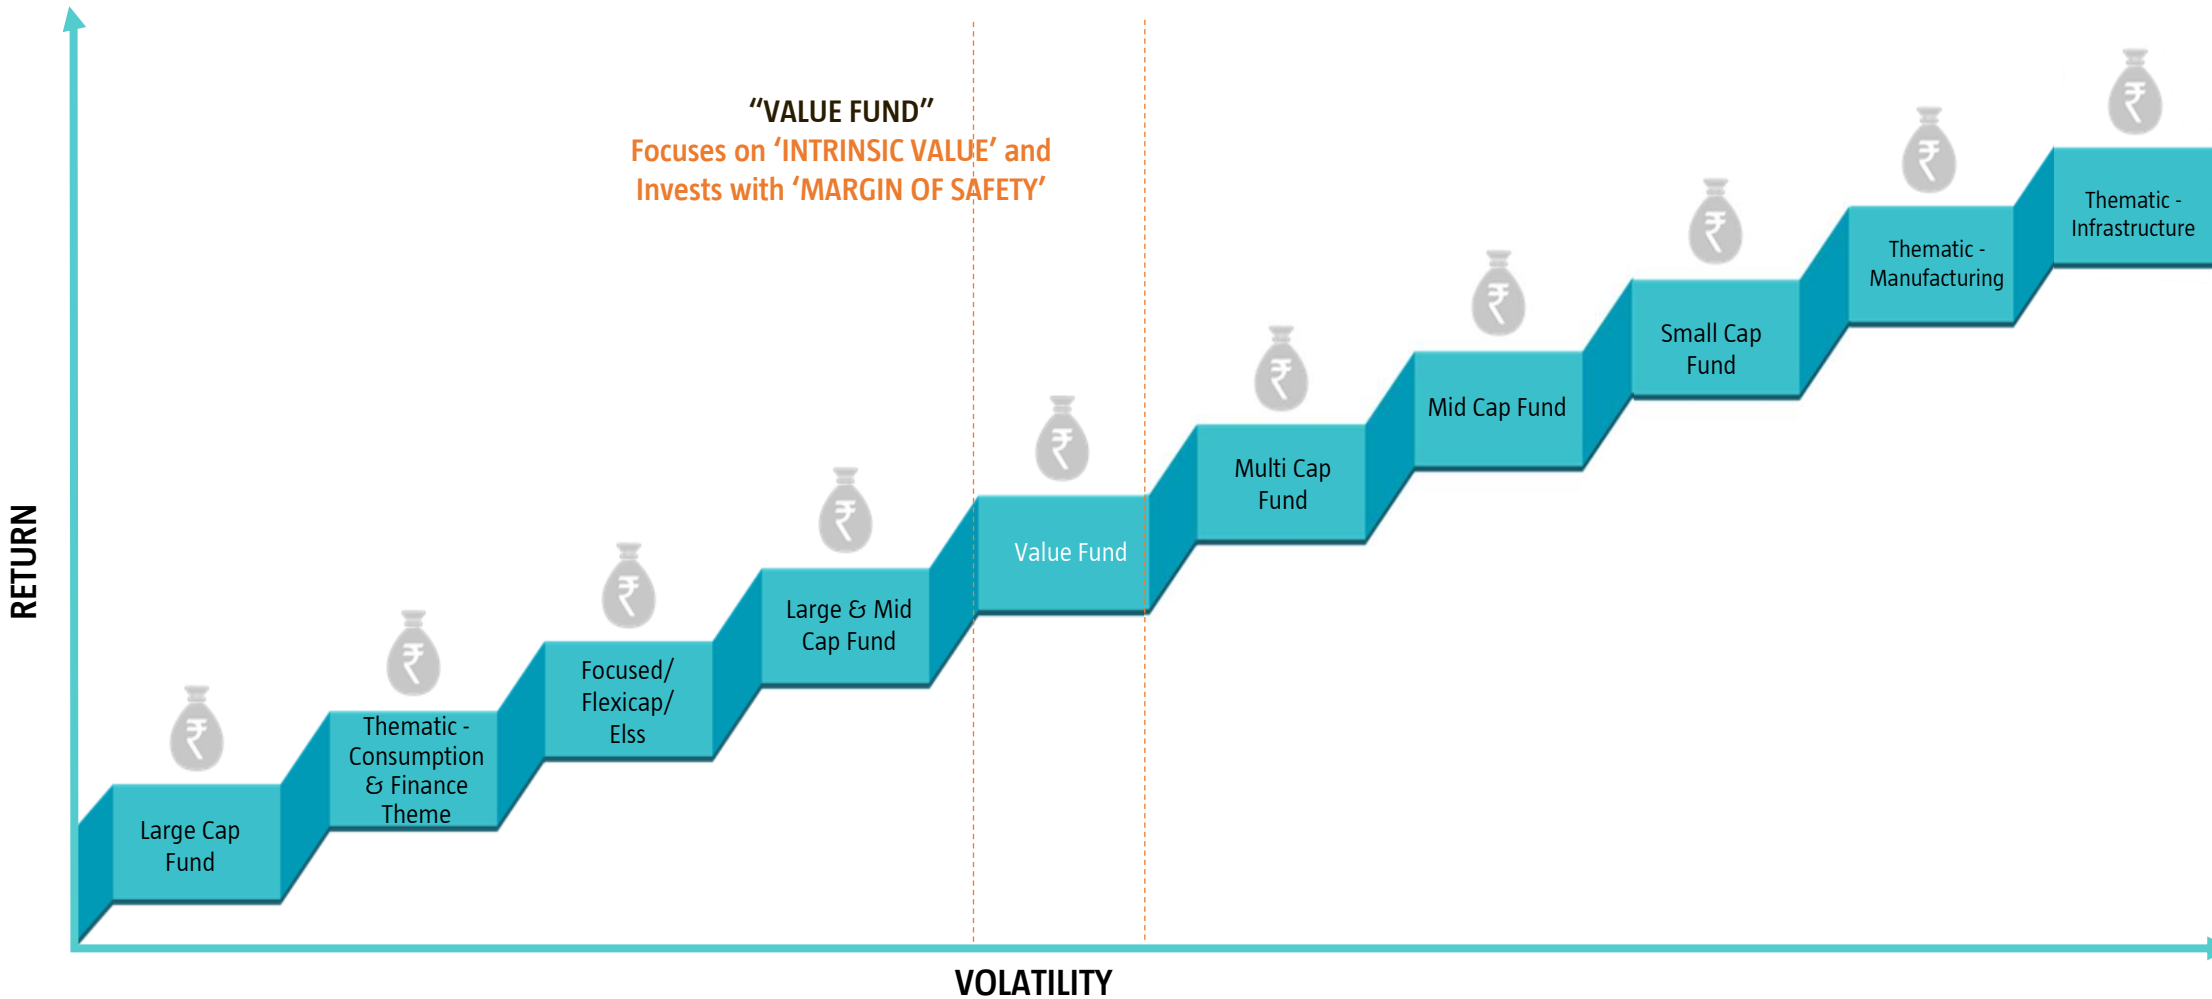 “VALUE FUND”
Focuses on ‘INTRINSIC VALUE’ and
Invests with ‘MARGIN OF SAFETY’
RETURN
Large Cap
Fund
Thematic -
Consumption
& Finance
Theme
Focused/
Flexicap/
Elss
Large & Mid
Cap Fund
Value Fund
Multi Cap
Fund
Mid Cap Fund
Small Cap
Fund
Thematic -
Manufacturing
Thematic -
Infrastructure
VOLATILITY
₹
₹
₹
₹
₹
₹
₹
₹
₹
₹